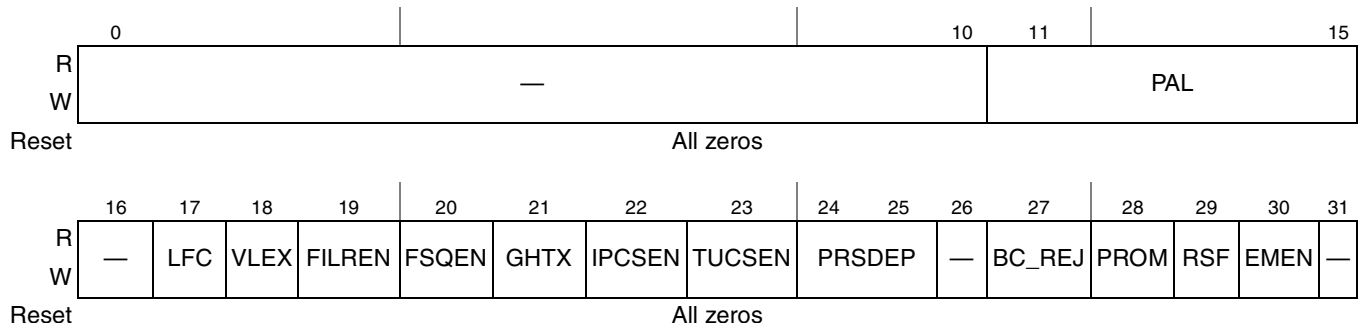 0 10 11 15
R
W
— PAL
Reset All zeros
16 17 18 19 20 21 22 23 24 25 26 27 28 29 30 31
R
W
— LFC VLEX FILREN FSQEN GHTX IPCSEN TUCSEN PRSDEP — BC_REJ PROM RSF EMEN —
Reset All zeros